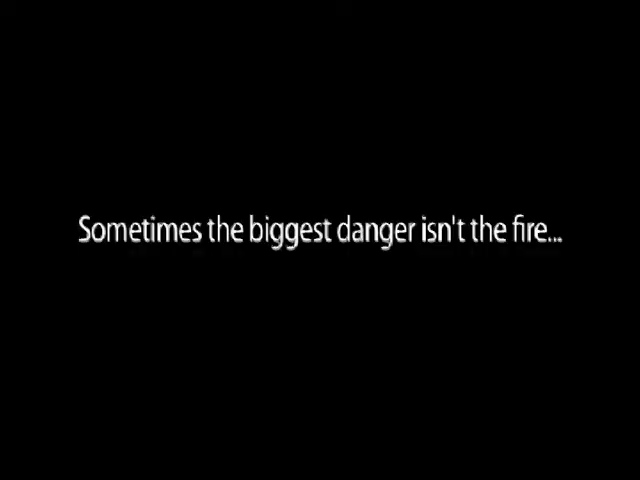 Sometimes the biggest danger isn't the fire...